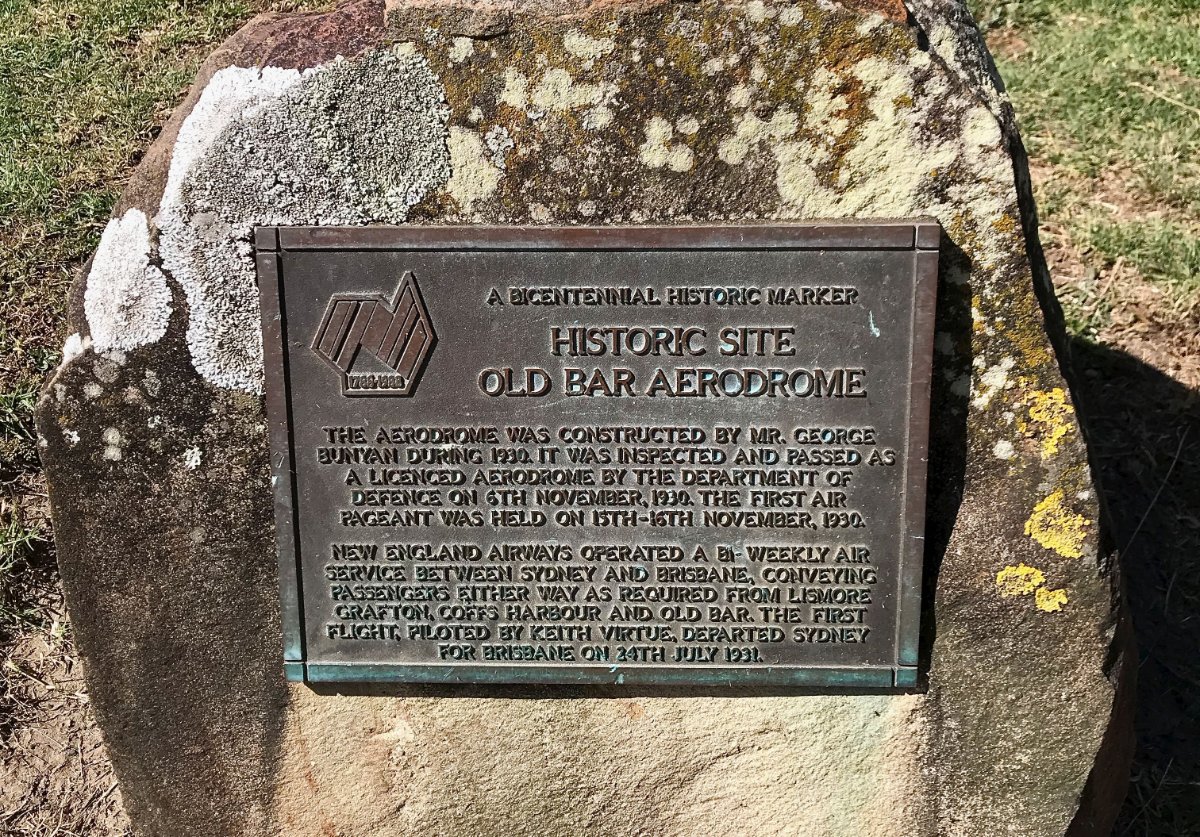 A BICENTENNIAL HISTORIC MARKER
HISTORIC SITE
OLD BAR AERODROME
1788-1988
THE AERODROME WAS CONSTRUCTED BY MR. GEORGE
BUNYAN DURING 1930. IT WAS INSPECTED AND PASSED AS
A LICENCED AERODROME BY THE DEPARTMENT OF
DEFENCE ON 6TH NOVEMBER, 1930. THE FIRST AIR
PAGEANT WAS HELD ON 15TH-16TH NOVEMBER, 1930.
NEW ENGLAND AIRWAYS OPERATED A BI-WEEKLY AIR
SERVICE BETWEEN SYDNEY AND BRISBANE, CONVEYING
PASSENGERS EITHER WAY AS REQUIRED FROM LISMORE
GRAFTON, COFFS HARBOUR AND OLD BAR. THE FIRST
FLIGHT, PILOTED BY KEITH VIRTUE, DEPARTED SYDNEY
FOR BRISBANE ON 24TH JULY 1931.